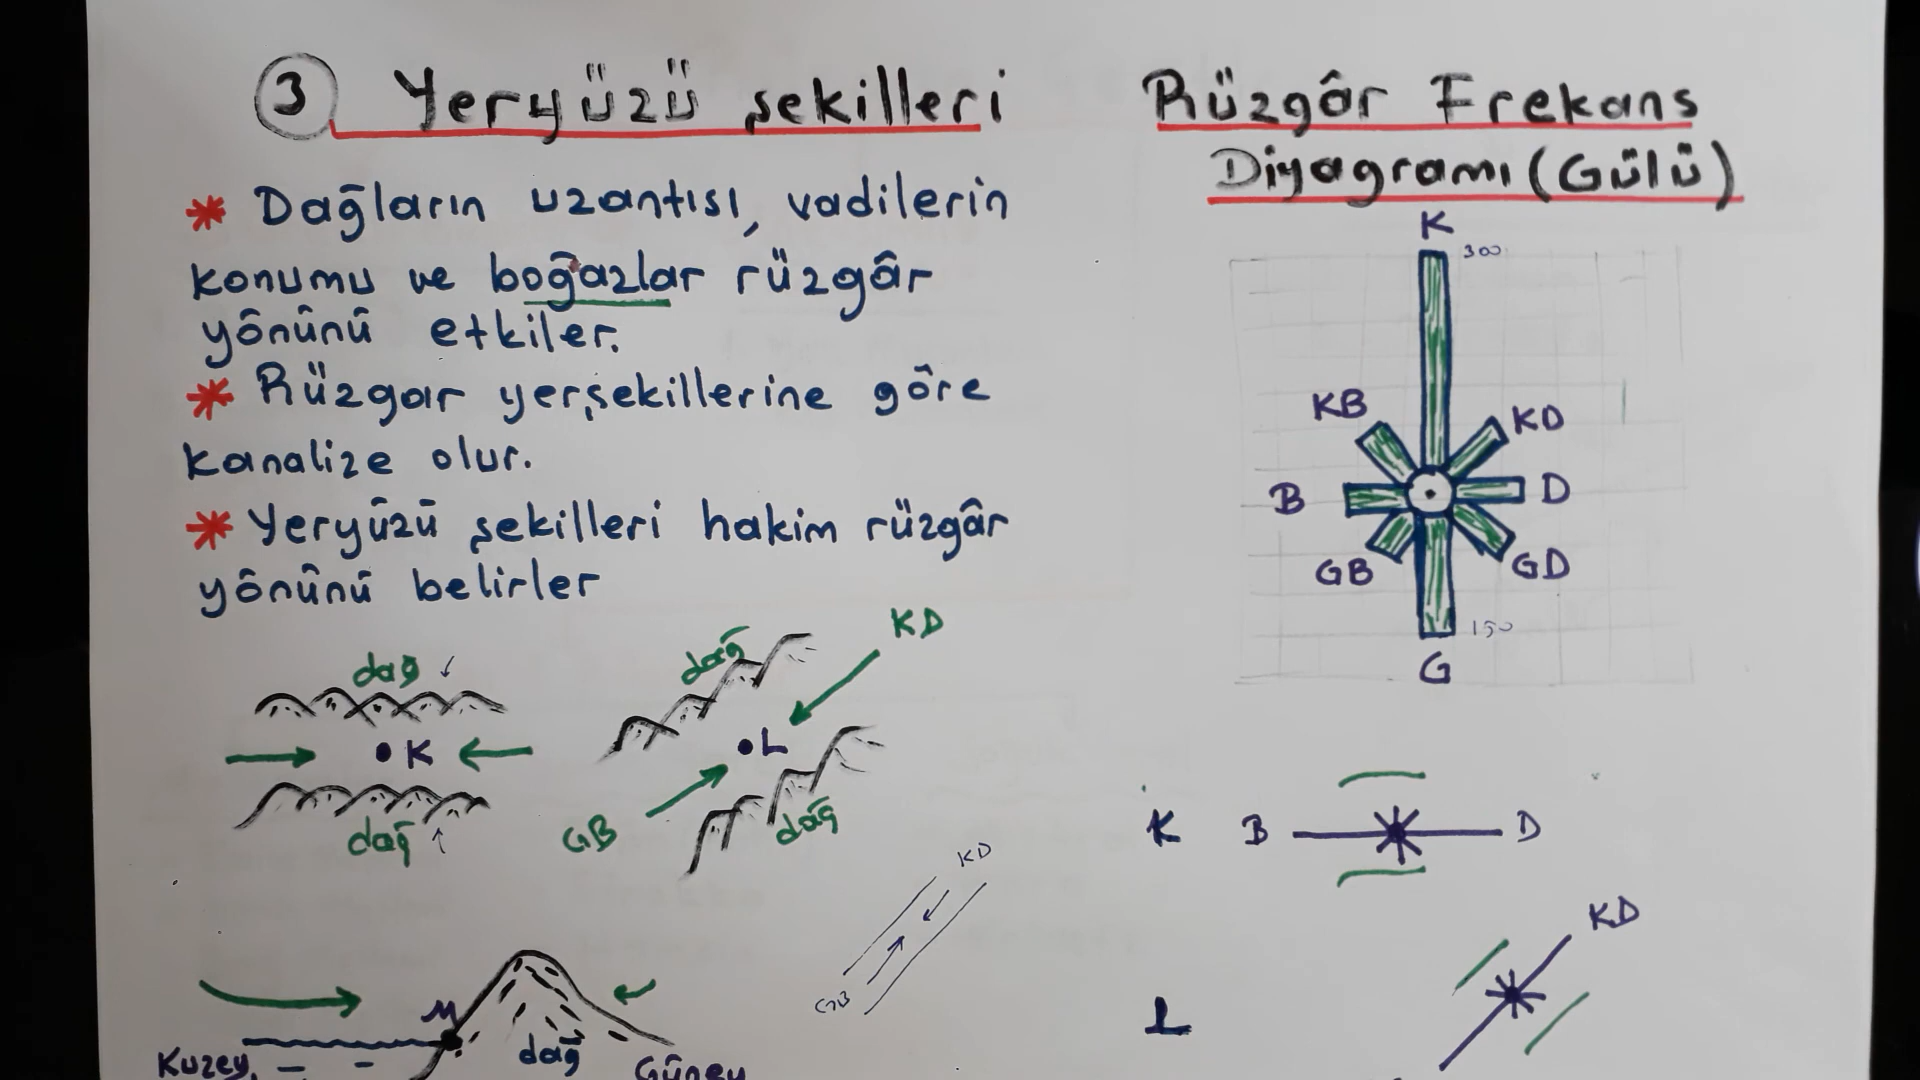 3 Yeryüzü şekilleri
* Dağların uzantısı, vadilerin
konumu ve boğazlar rüzgâr
yönünü etkiler.
* Rüzgar yerşekillerine göre
kanalize olur.
* Yeryüzü şekilleri hakim rüzgâr
yönünü belirler
dağ
K
dağ
dağ
KD
L
GB
dağ
KD
GB
M
dağ
Kuzey
Güney
Rüzgâr Frekans
Diyagramı (Gülü)
K
300
KB
KD
B
D
GB
GD
150
G
K B D
KD
L